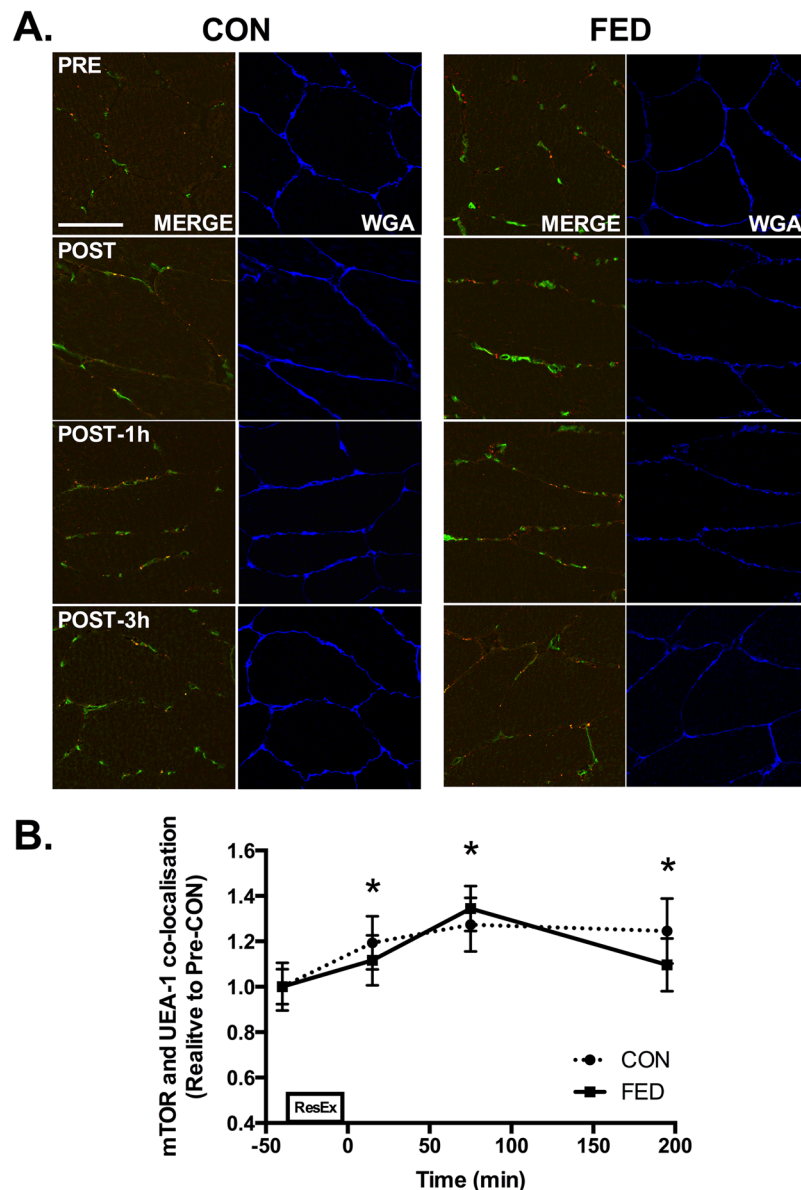 A.
CON
FED
PRE
MERGE
WGA
MERGE
WGA
POST
POST-1h
POST-3h
B.
mTOR and UEA-1 co-localisation
(Realitve to Pre-CON)
1.6
1.4
1.2
1.0
0.8
0.6
0.4
*
*
*
CON
FED
ResEx
-50
0
50
100
150
200
Time (min)